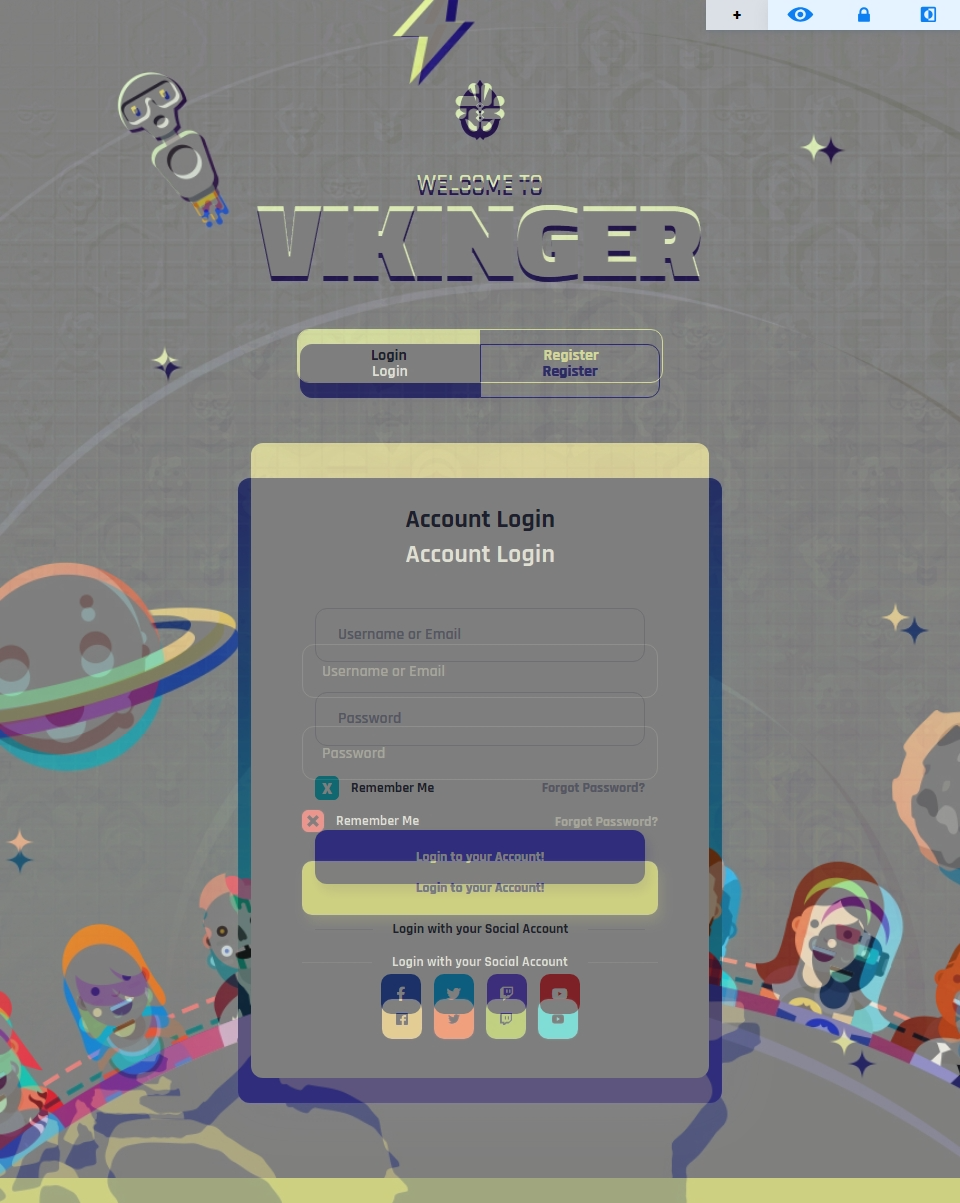 +
WELCOME TO
WELCOME TO
VIKINGER
Login Register
Login Register
Account Login
Account Login
Username or Email
Username or Email
Password
Password
Remember Me Forgot Password?
Remember Me Forgot Password?
Login to your Account!
Login to your Account!
Login with your Social Account
Login with your Social Account